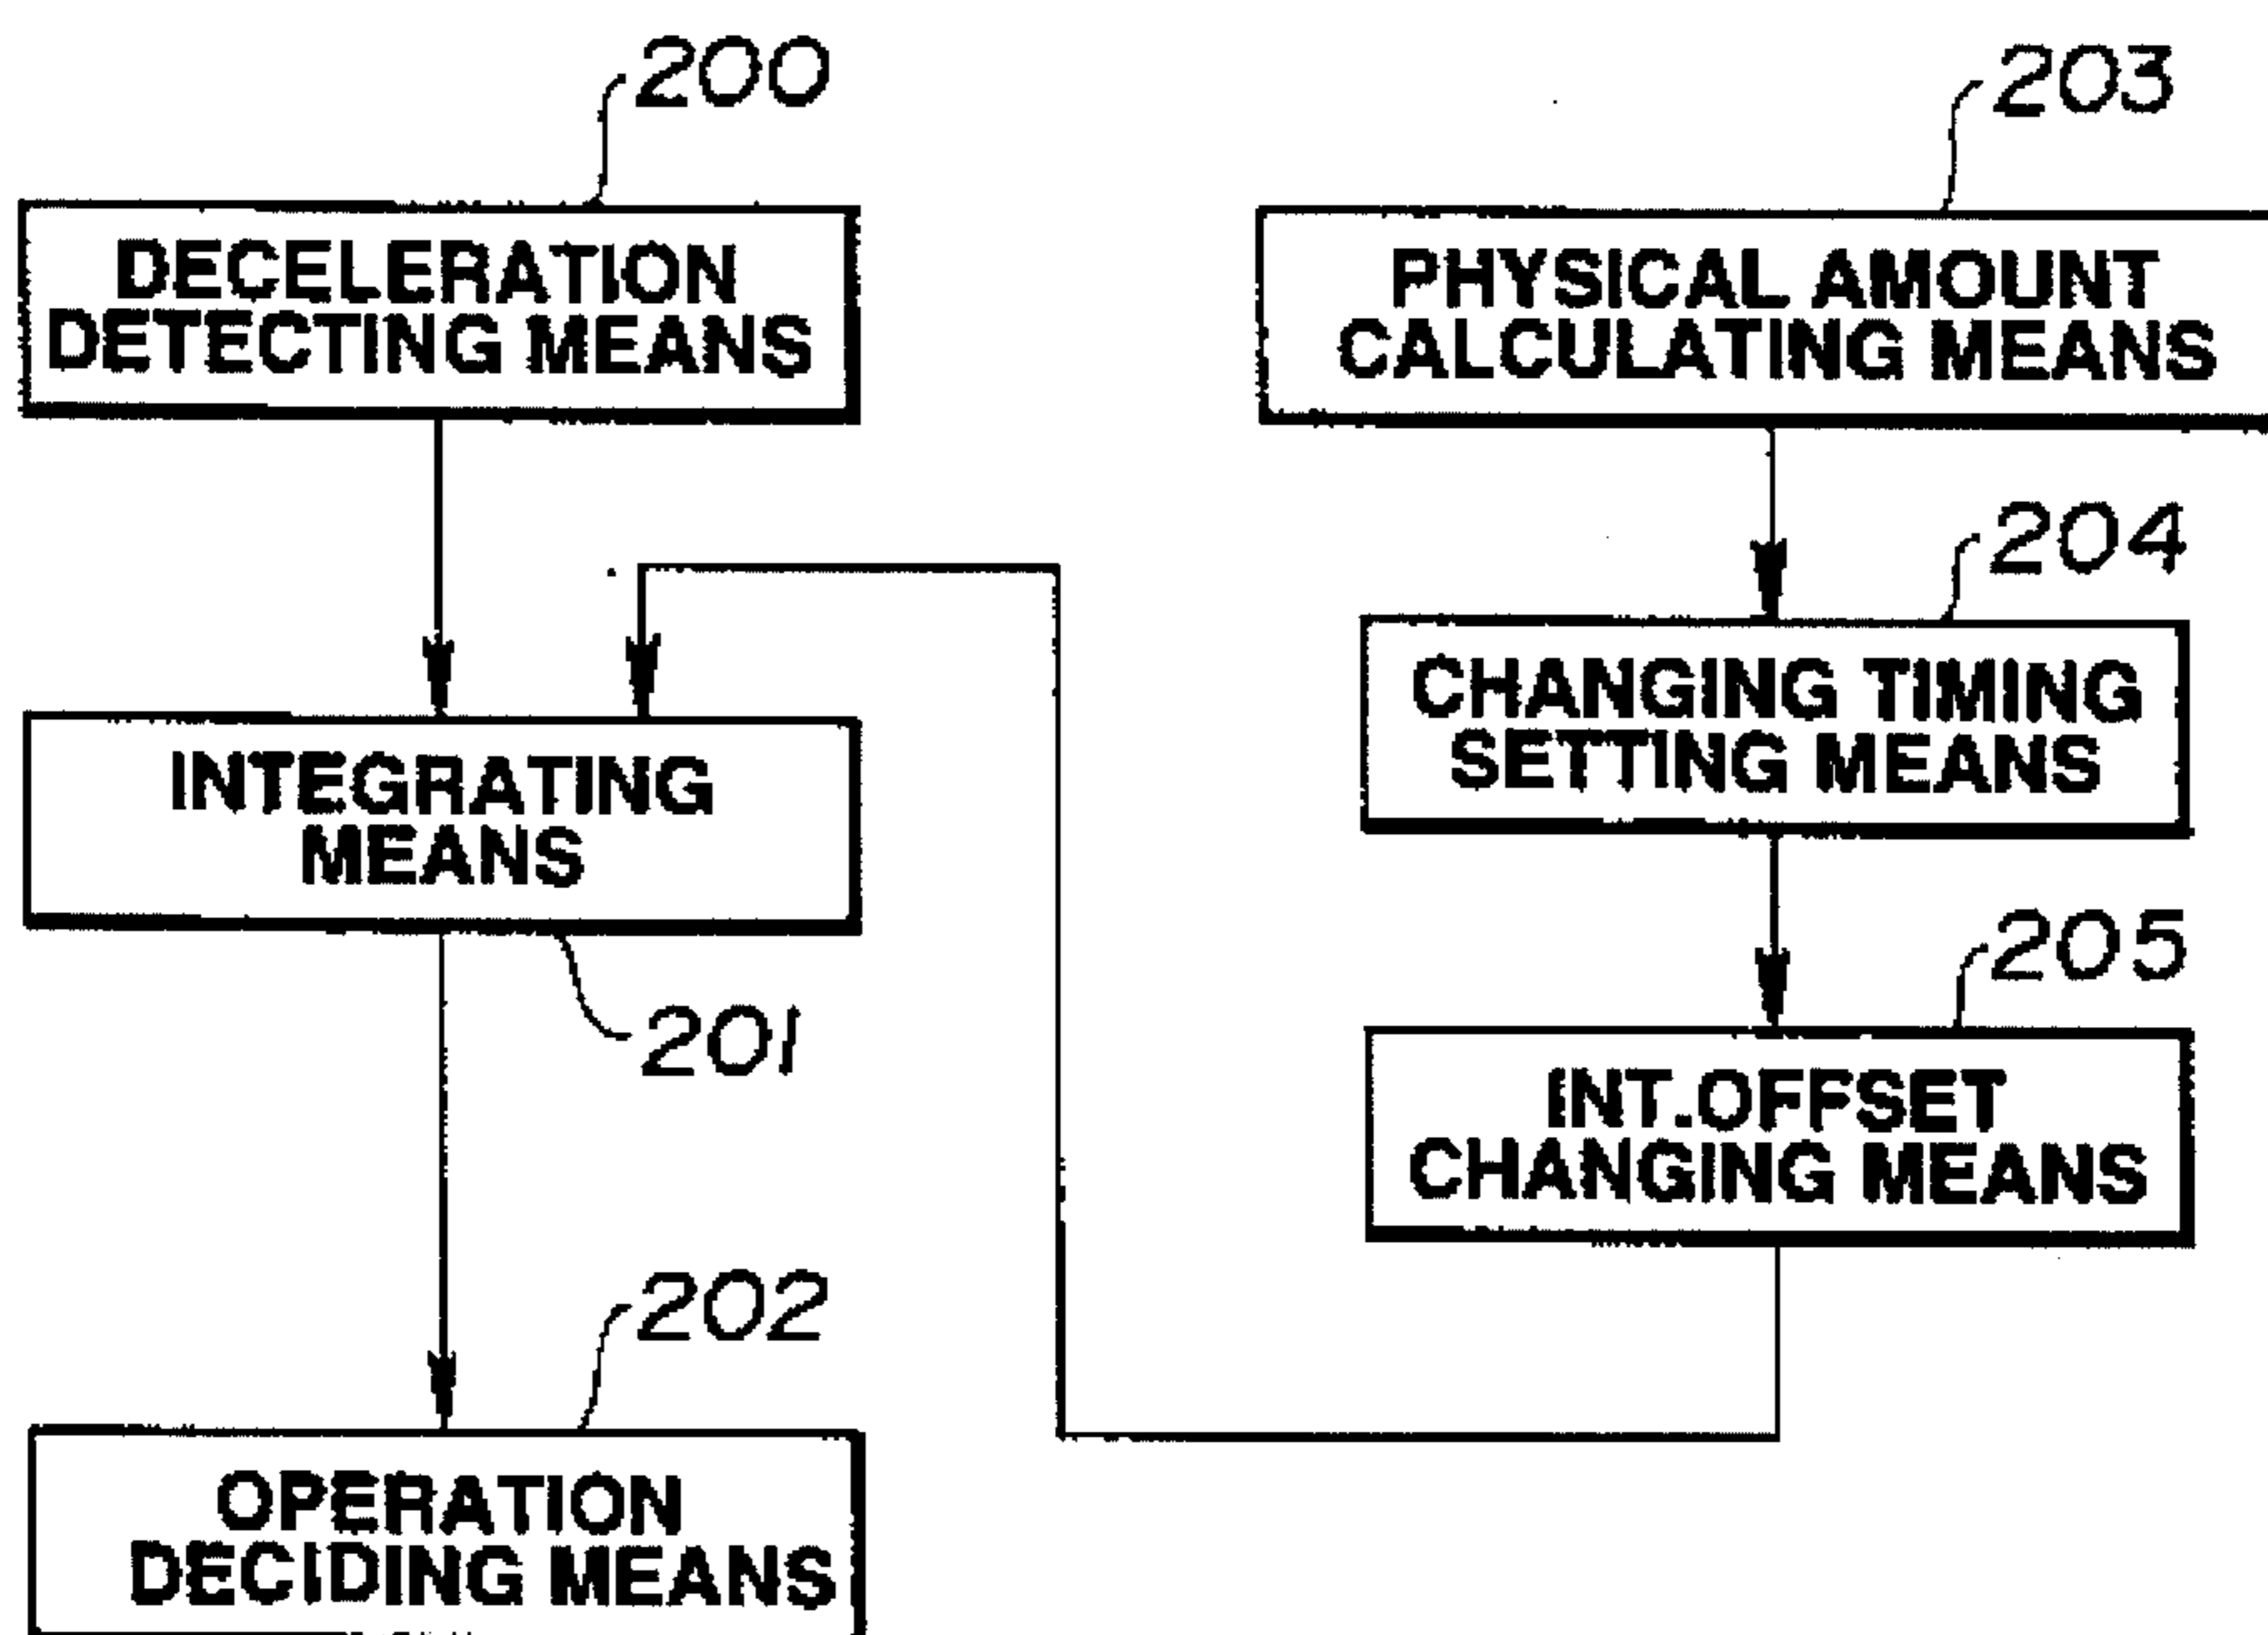 200
DECELERATION
DETECTING MEANS
INTEGRATING
MEANS
201
202
OPERATION
DECIDING MEANS
203
PHYSICAL AMOUNT
CALCULATING MEANS
204
CHANGING TIMING
SETTING MEANS
205
INT.OFFSET
CHANGING MEANS